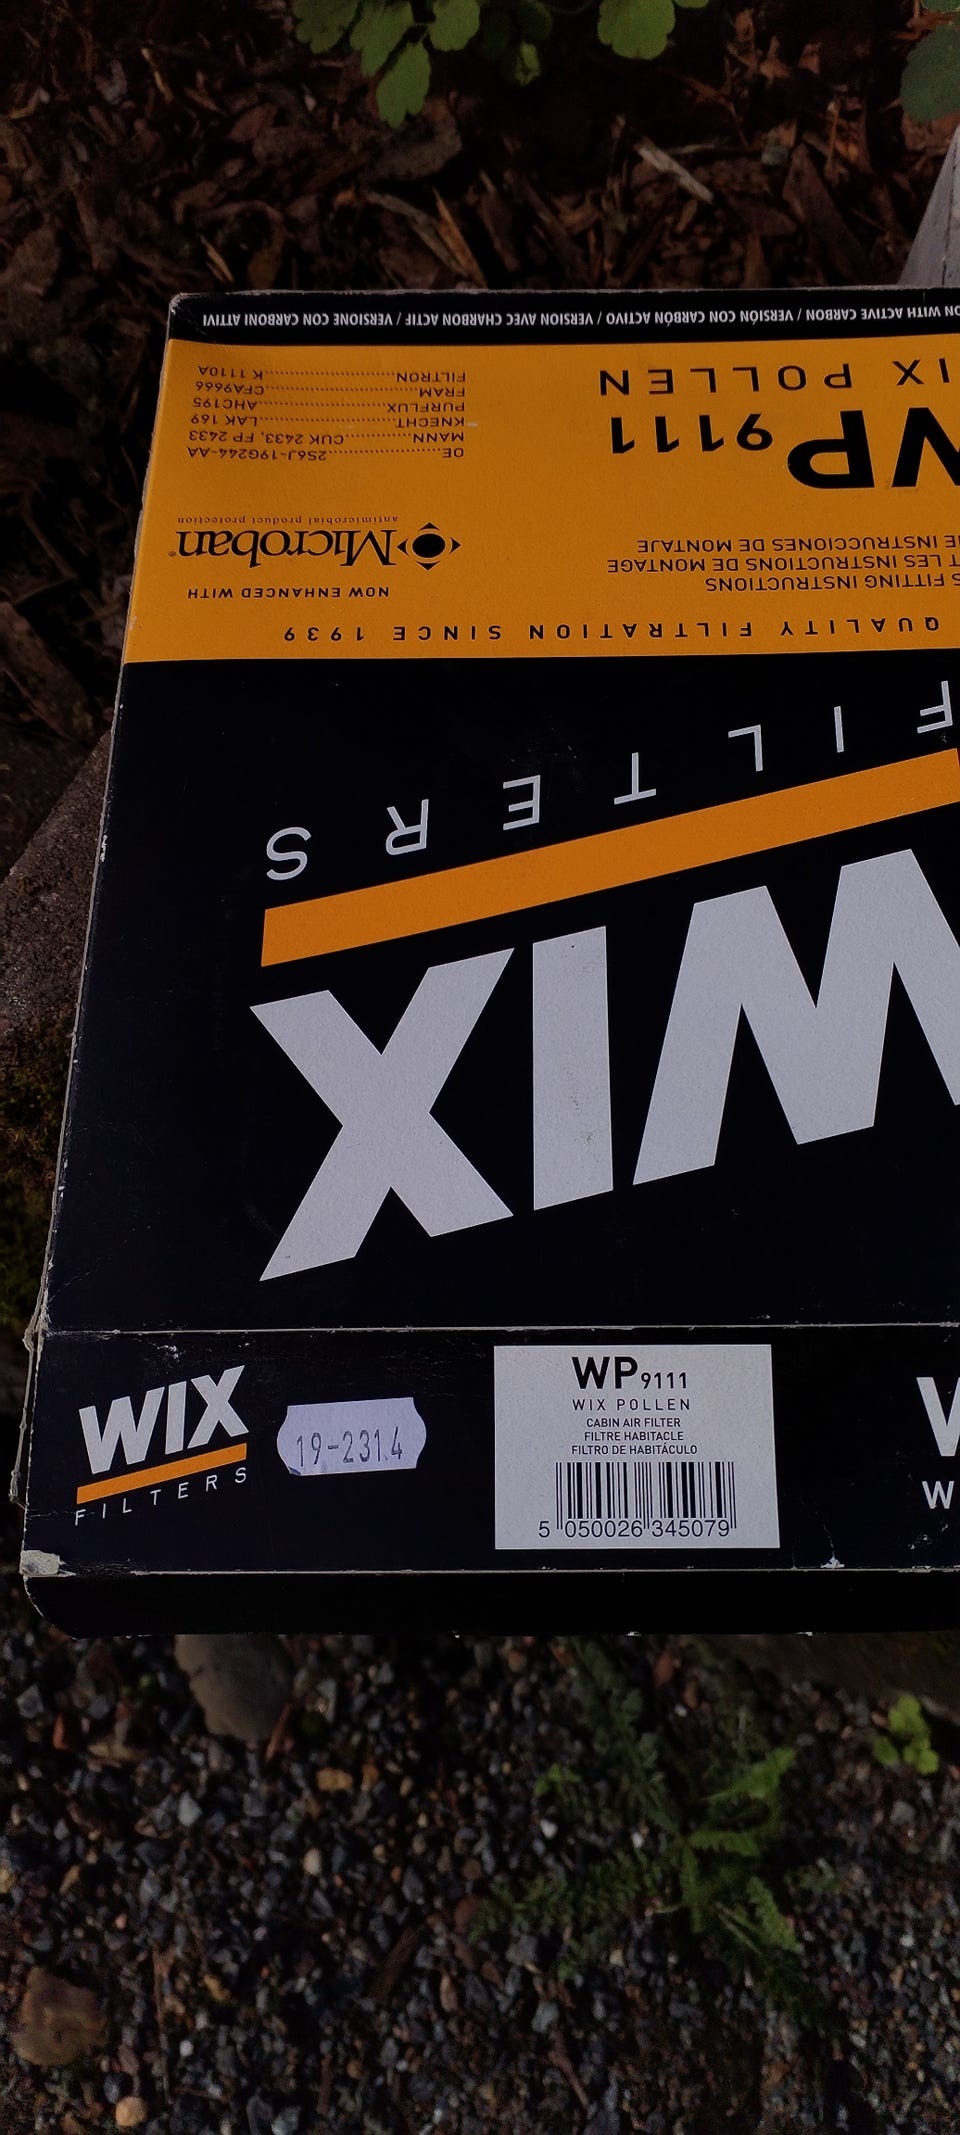 ON WITH ACTIVE CARBON / VERSIÓN CON CARBÓN ACTIVO / VERSION AVEC CHARBON ACTIF / VERSIONE CON CARBONI ATTIVI
QUALITY FILTRATION SINCE 1939
NOW ENHANCED WITH
Microban®
antimicrobial product protection
S FITTING INSTRUCTIONS
T LES INSTRUCTIONS DE MONTAGE
E INSTRUCCIONES DE MONTAJE
OE..........2S6J-19G244-AA
MANN..........CUK 2433, FP 2433
KNECHT..........LAK 169
PURFLUX..........AHC195
FRAM..........CFA9666
FILTRON..........K 1110A
WP9111
IX POLLEN
WIX
FILTERS
WIX
FILTERS
19-231.4
WP9111
WIX POLLEN
CABIN AIR FILTER
FILTRE HABITACLE
FILTRO DE HABITÁCULO
5 050026 345079
W
W